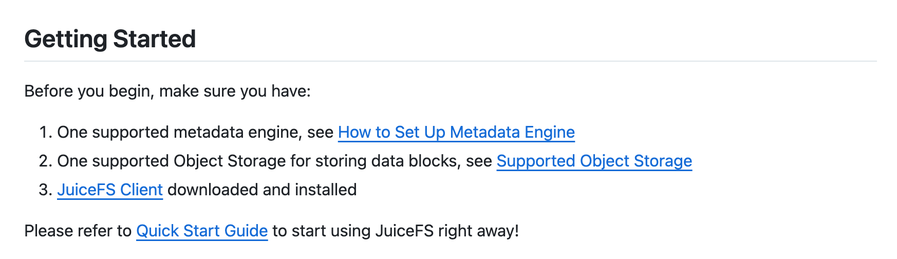 Getting Started
Before you begin, make sure you have:
1. One supported metadata engine, see How to Set Up Metadata Engine
2. One supported Object Storage for storing data blocks, see Supported Object Storage
3. JuiceFS Client downloaded and installed
Please refer to Quick Start Guide to start using JuiceFS right away!